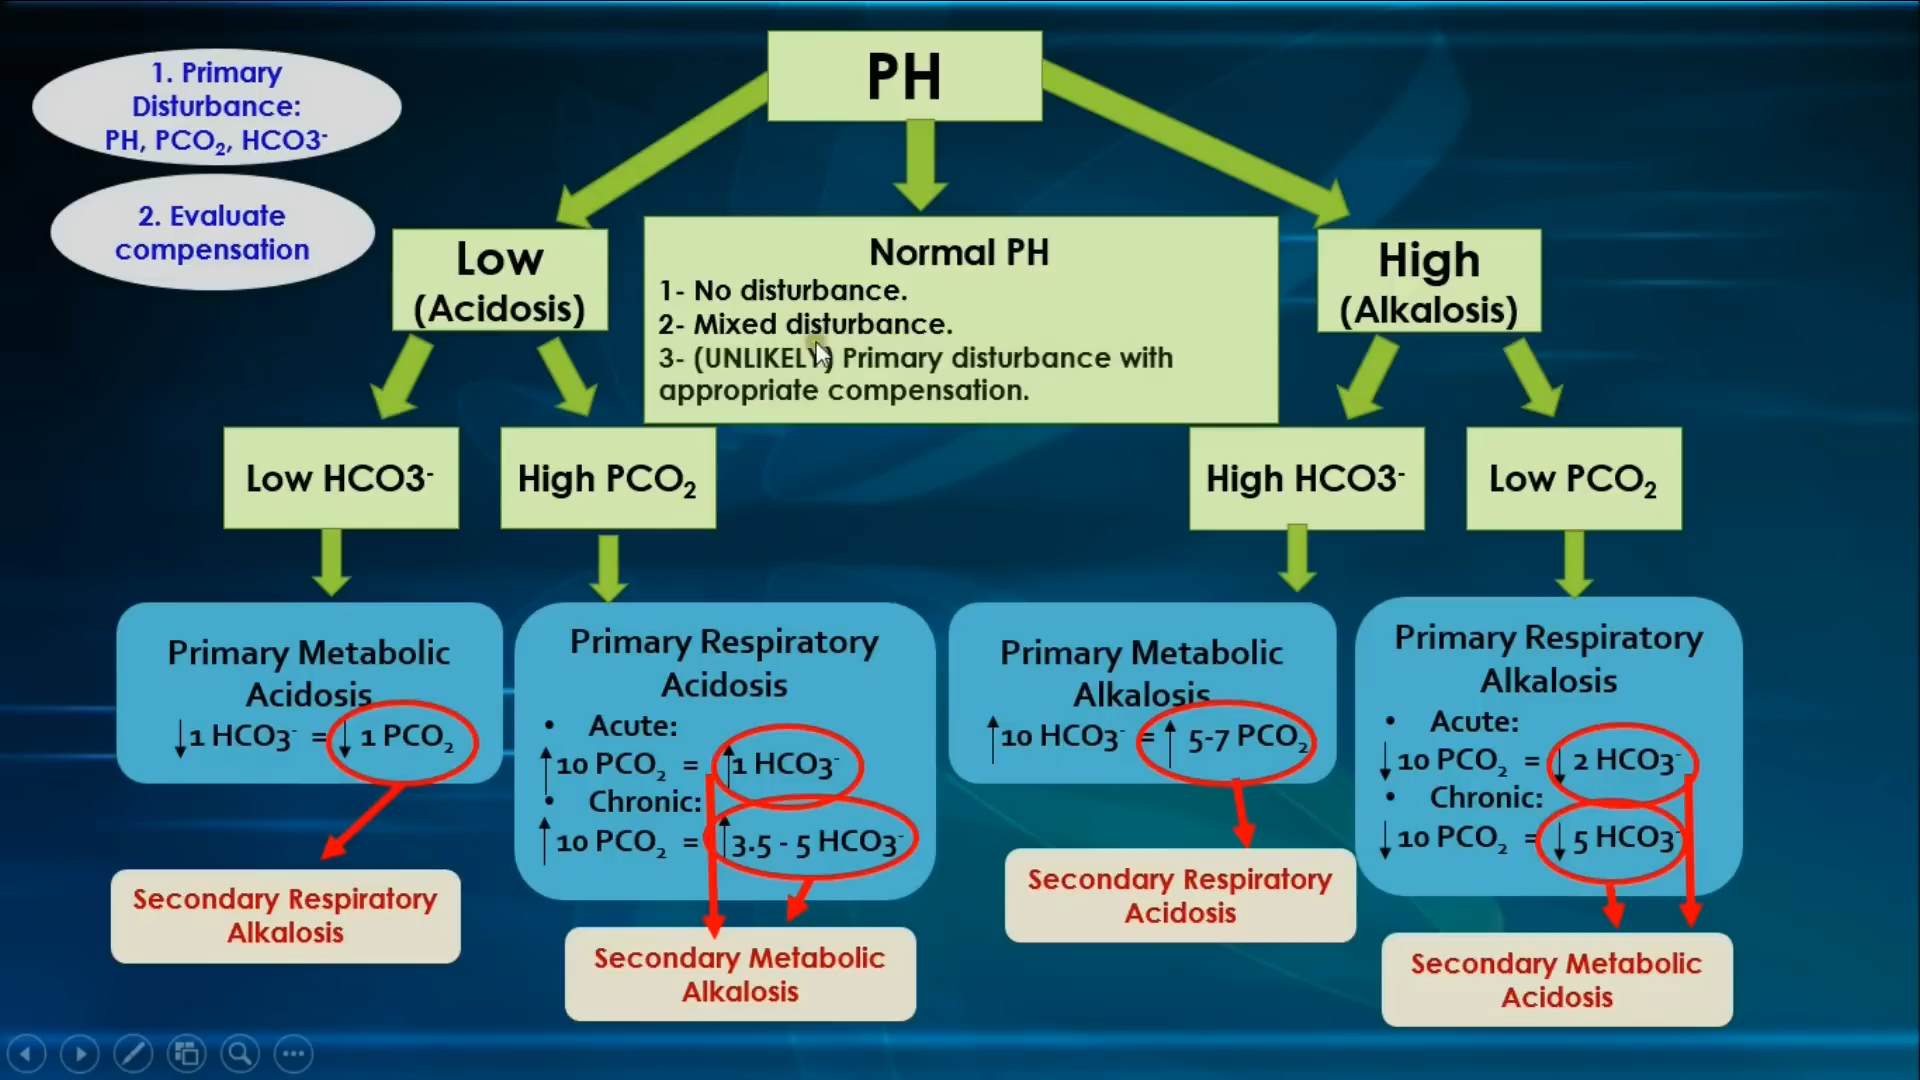 PH
1. Primary
Disturbance:
PH, PCO₂, HCO3⁻
2. Evaluate
compensation
Low
(Acidosis)
Normal PH
1- No disturbance.
2- Mixed disturbance.
3- (UNLIKELY) Primary disturbance with
appropriate compensation.
High
(Alkalosis)
Low HCO3⁻
High PCO₂
High HCO3⁻
Low PCO₂
Primary Metabolic
Acidosis
↓1 HCO3⁻ = ↓ 1 PCO₂
Primary Respiratory
Acidosis
• Acute:
↑10 PCO₂ = ↑1 HCO3⁻
• Chronic:
↑10 PCO₂ = ↑3.5 - 5 HCO3⁻
Primary Metabolic
Alkalosis
↑10 HCO3⁻ = ↑ 5-7 PCO₂
Primary Respiratory
Alkalosis
• Acute:
↓10 PCO₂ = ↓ 2 HCO3⁻
• Chronic:
↓10 PCO₂ = ↓ 5 HCO3⁻
Secondary Respiratory
Alkalosis
Secondary Metabolic
Alkalosis
Secondary Respiratory
Acidosis
Secondary Metabolic
Acidosis